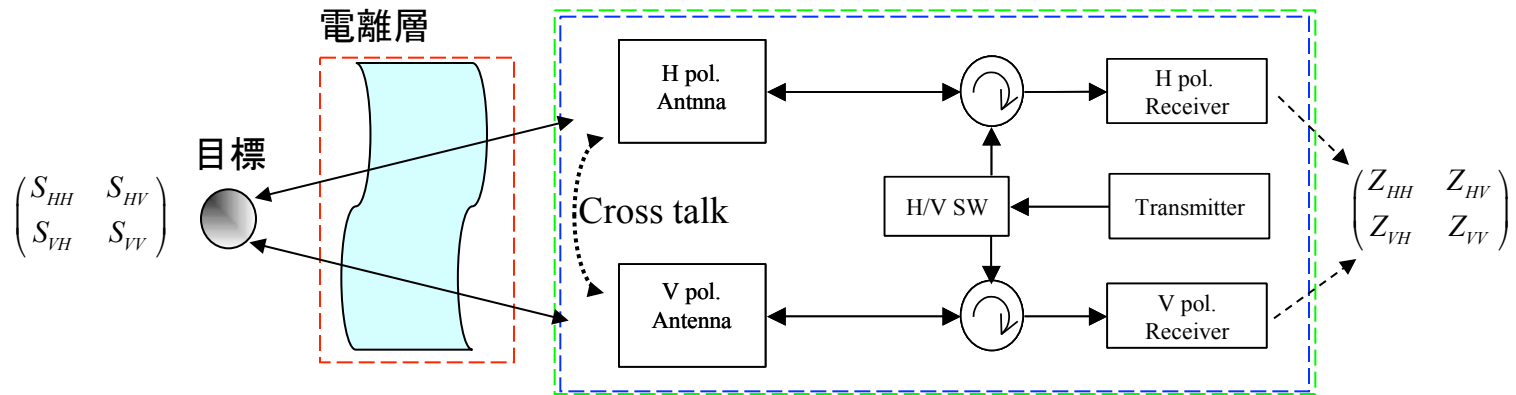 電離層
目標
S_HH S_HV
S_VH S_VV
H pol.
Antnna
H pol.
Receiver
Cross talk
H/V SW
Transmitter
V pol.
Antenna
V pol.
Receiver
Z_HH Z_HV
Z_VH Z_VV